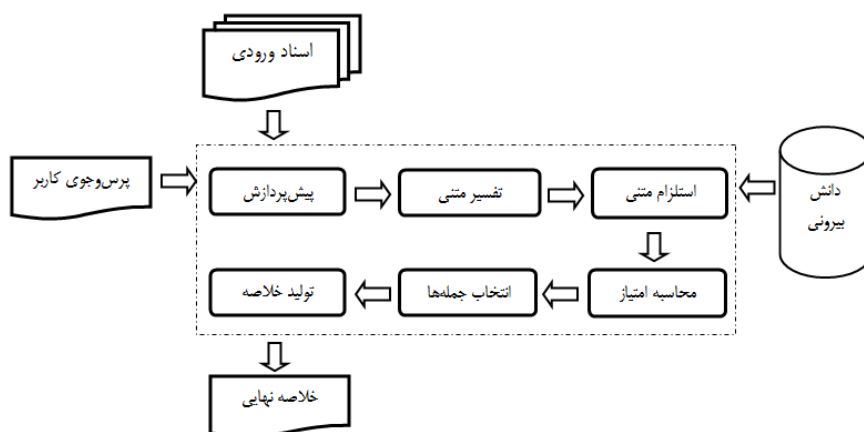 اسناد ورودی
پرس‌وجوی کاربر
پیش‌پردازش
تفسیر متنی
استلزام متنی
دانش
بیرونی
محاسبه امتیاز
انتخاب جمله‌ها
تولید خلاصه
خلاصه نهایی